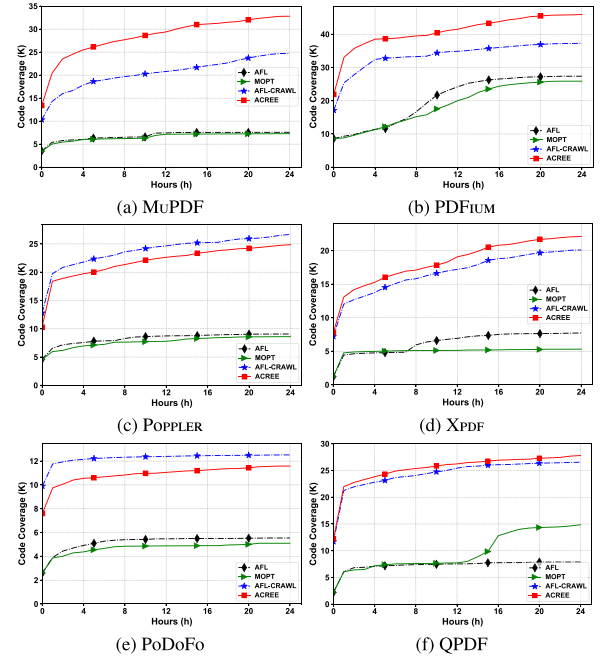 35
30
25
20
15
10
5
0
Code Coverage (K)
AFL
MOPT
AFL-CRAWL
ACREE
0 4 8 12 16 20 24
Hours (h)
(a) MUPDF
40
30
20
10
0
Code Coverage (K)
AFL
MOPT
AFL-CRAWL
ACREE
0 4 8 12 16 20 24
Hours (h)
(b) PDFIUM
25
20
15
10
5
0
Code Coverage (K)
AFL
MOPT
AFL-CRAWL
ACREE
0 4 8 12 16 20 24
Hours (h)
(c) POPPLER
20
15
10
5
0
Code Coverage (K)
AFL
MOPT
AFL-CRAWL
ACREE
0 4 8 12 16 20 24
Hours (h)
(d) XPDF
12
10
8
6
4
2
0
Code Coverage (K)
AFL
MOPT
AFL-CRAWL
ACREE
0 4 8 12 16 20 24
Hours (h)
(e) PoDoFo
30
25
20
15
10
5
0
Code Coverage (K)
AFL
MOPT
AFL-CRAWL
ACREE
0 4 8 12 16 20 24
Hours (h)
(f) QPDF